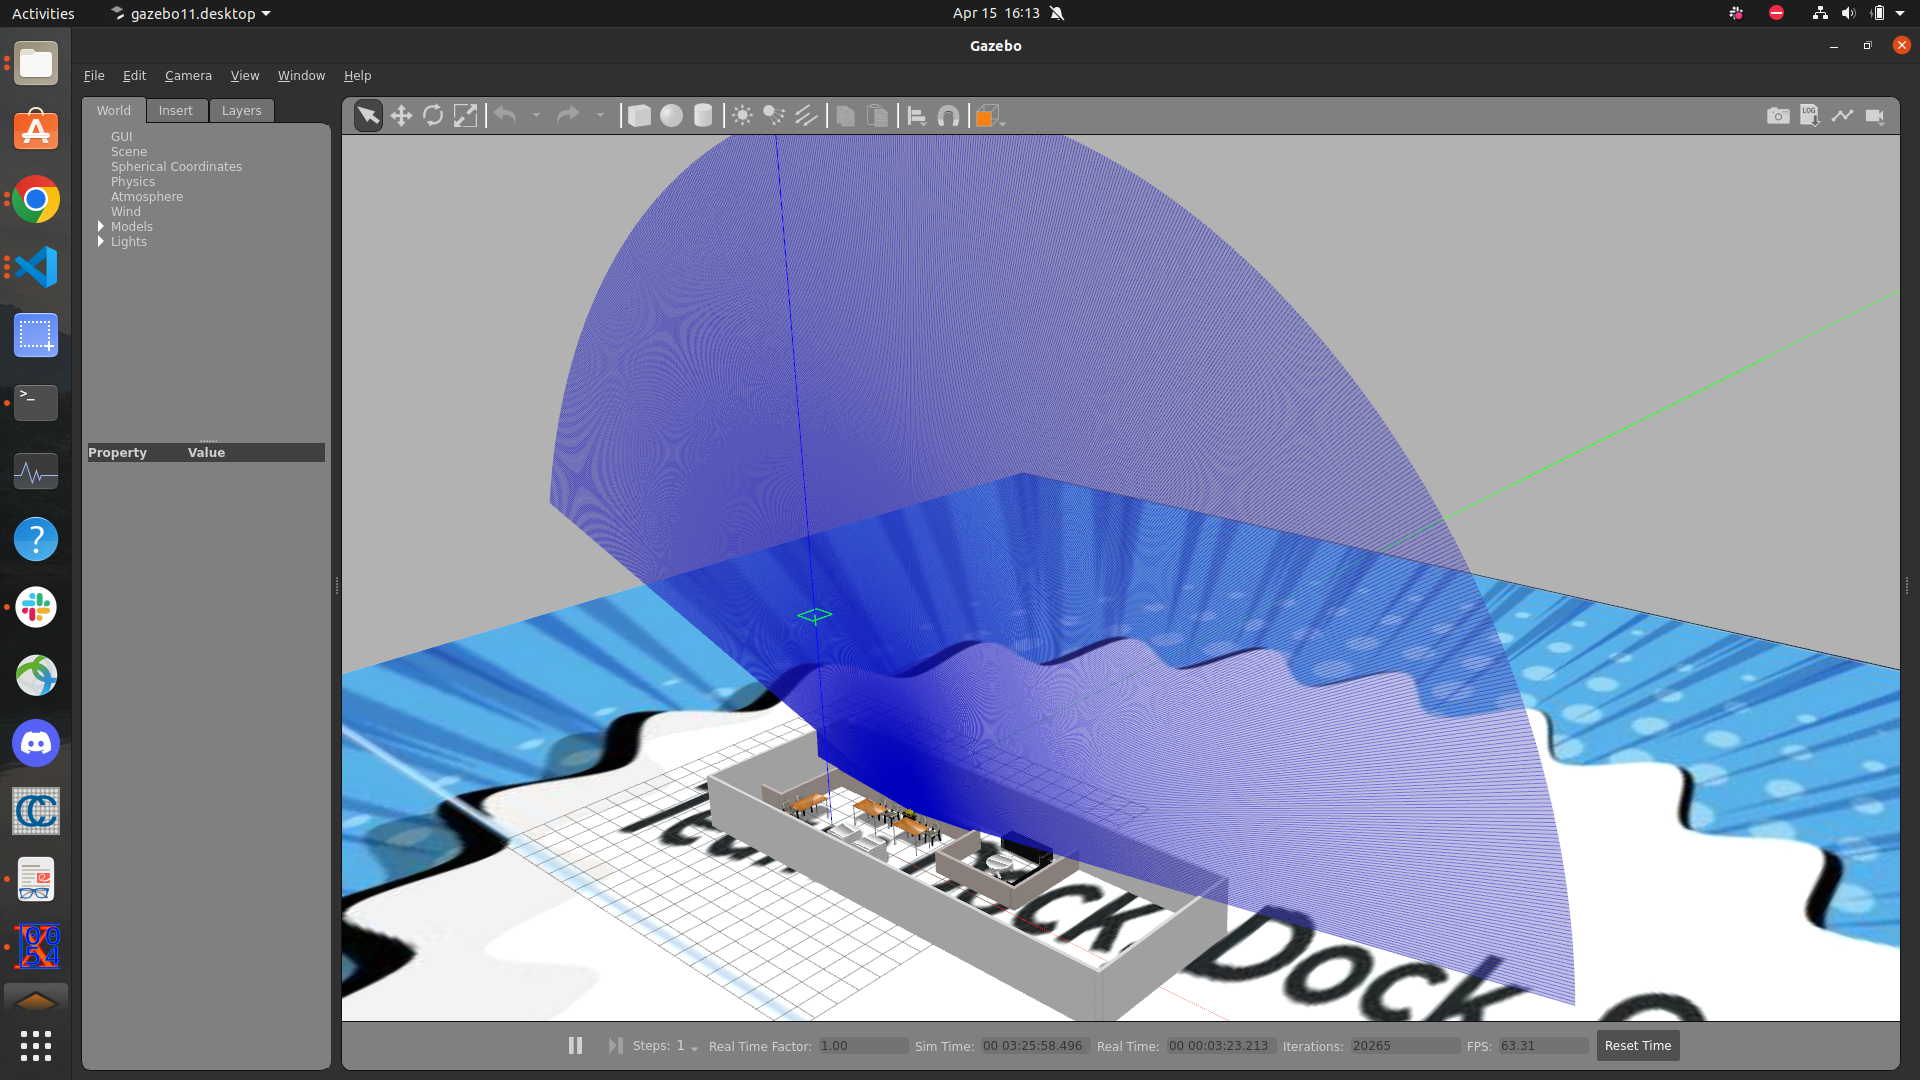 Activities
gazebo11.desktop
Apr 15 16:13
Gazebo
File Edit Camera View Window Help
World Insert Layers
GUI
Scene
Spherical Coordinates
Physics
Atmosphere
Wind
Models
Lights
Property Value
LOG
Dock
Steps: 1
Real Time Factor: 1.00
Sim Time: 00 03:25:58.496
Real Time: 00 00:03:23.213
Iterations: 20265
FPS: 63.31
Reset Time